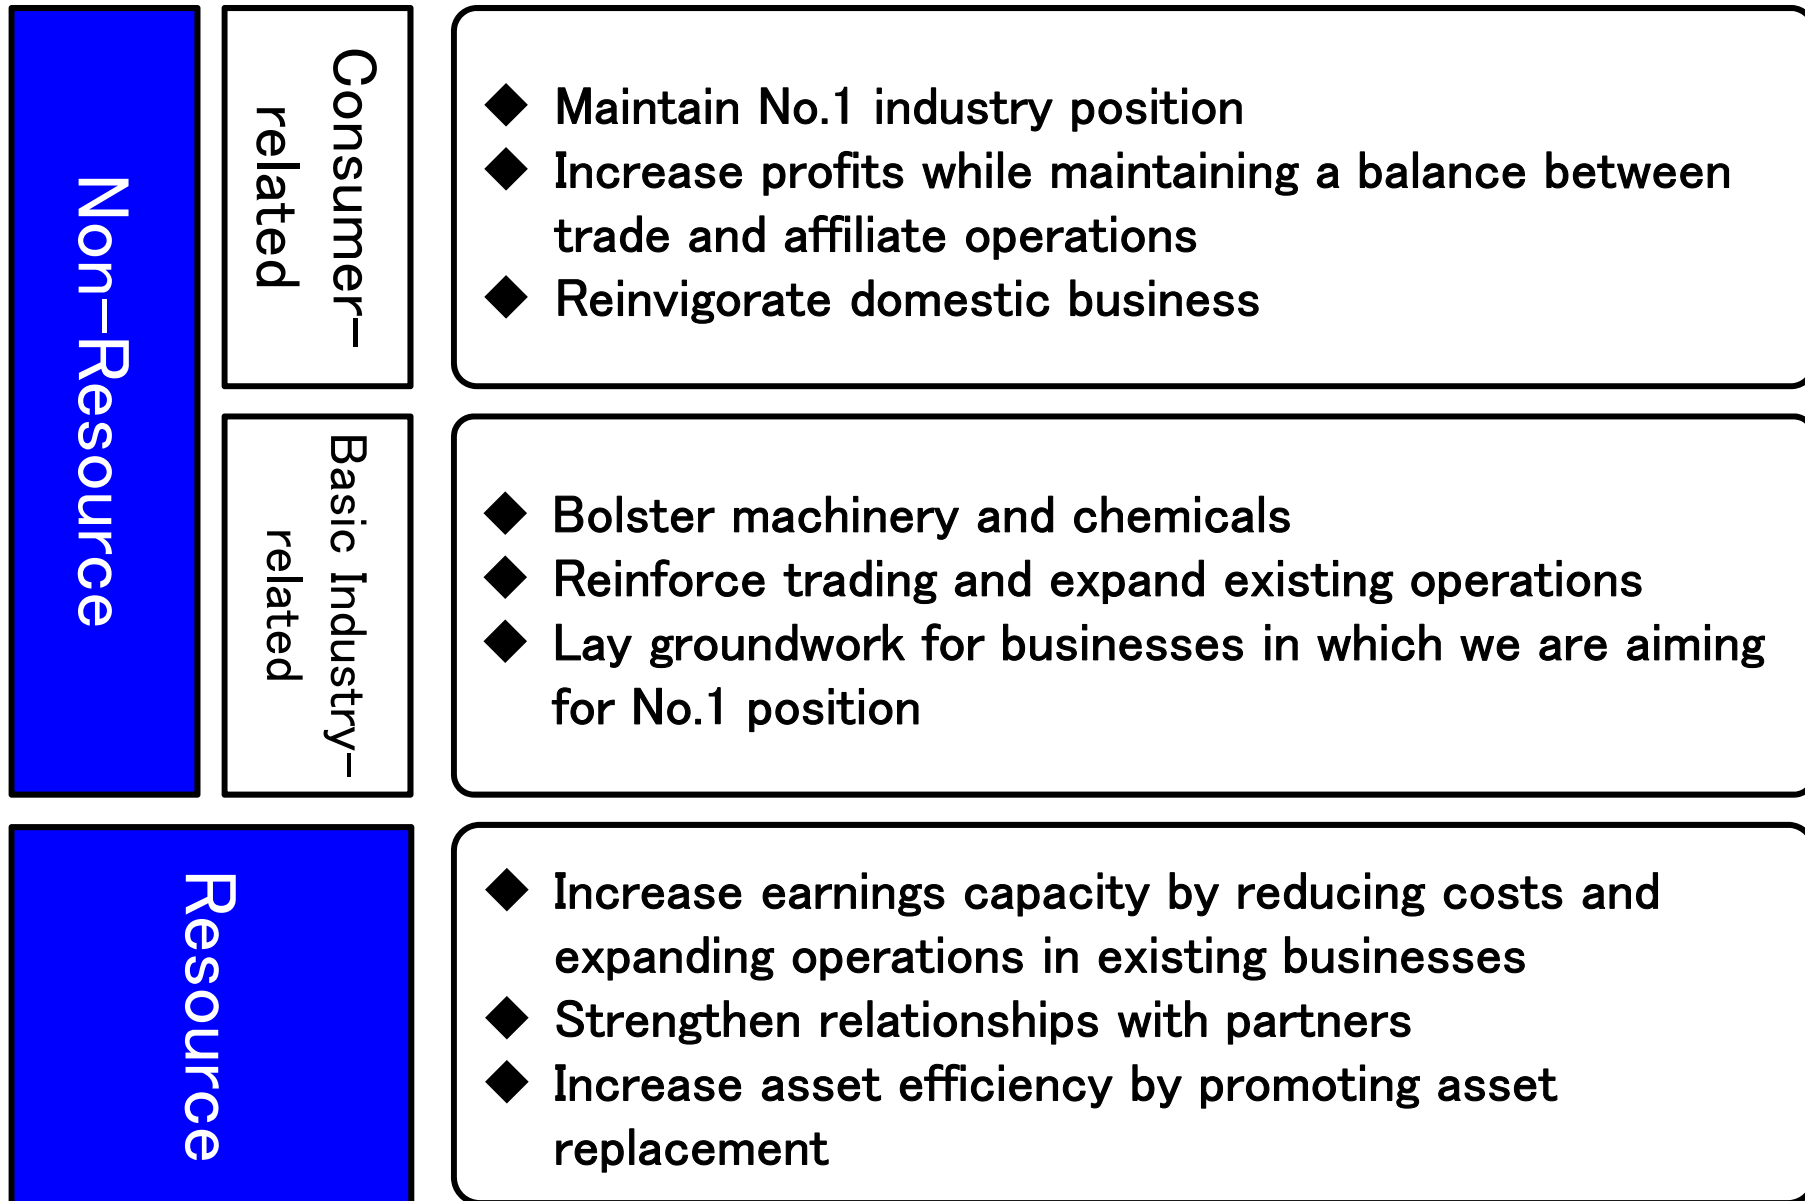 Non-Resource
Consumer-
related
◆ Maintain No.1 industry position
◆ Increase profits while maintaining a balance between
trade and affiliate operations
◆ Reinvigorate domestic business
Basic Industry-
related
◆ Bolster machinery and chemicals
◆ Reinforce trading and expand existing operations
◆ Lay groundwork for businesses in which we are aiming
for No.1 position
Resource
◆ Increase earnings capacity by reducing costs and
expanding operations in existing businesses
◆ Strengthen relationships with partners
◆ Increase asset efficiency by promoting asset
replacement